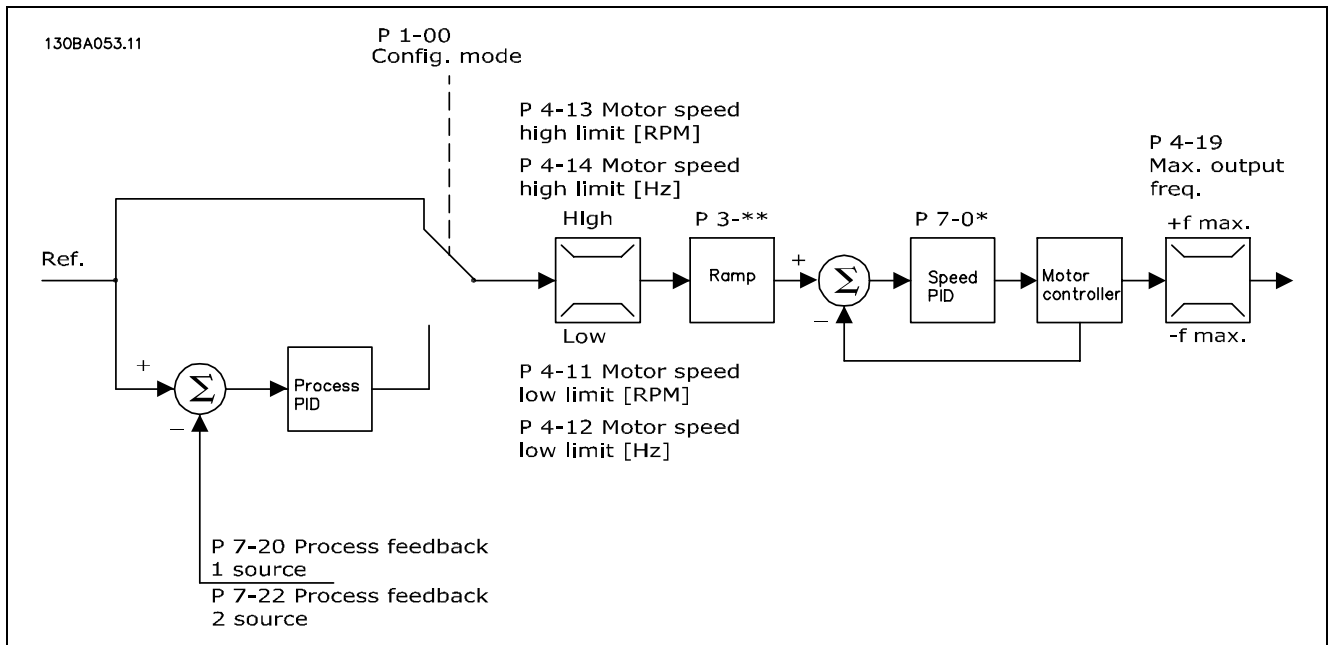 130BA053.11
P 1-00
Config. mode
P 4-13 Motor speed
high limit [RPM]
P 4-14 Motor speed
high limit [Hz]
P 4-19
Max. output
freq.
HIgh
P 3-**
P 7-0*
+f max.
Ref.
Ramp
+
Σ
–
Speed
PID
Motor
controller
Low
-f max.
+
Σ
–
Process
PID
P 4-11 Motor speed
low limit [RPM]
P 4-12 Motor speed
low limit [Hz]
P 7-20 Process feedback
1 source
P 7-22 Process feedback
2 source